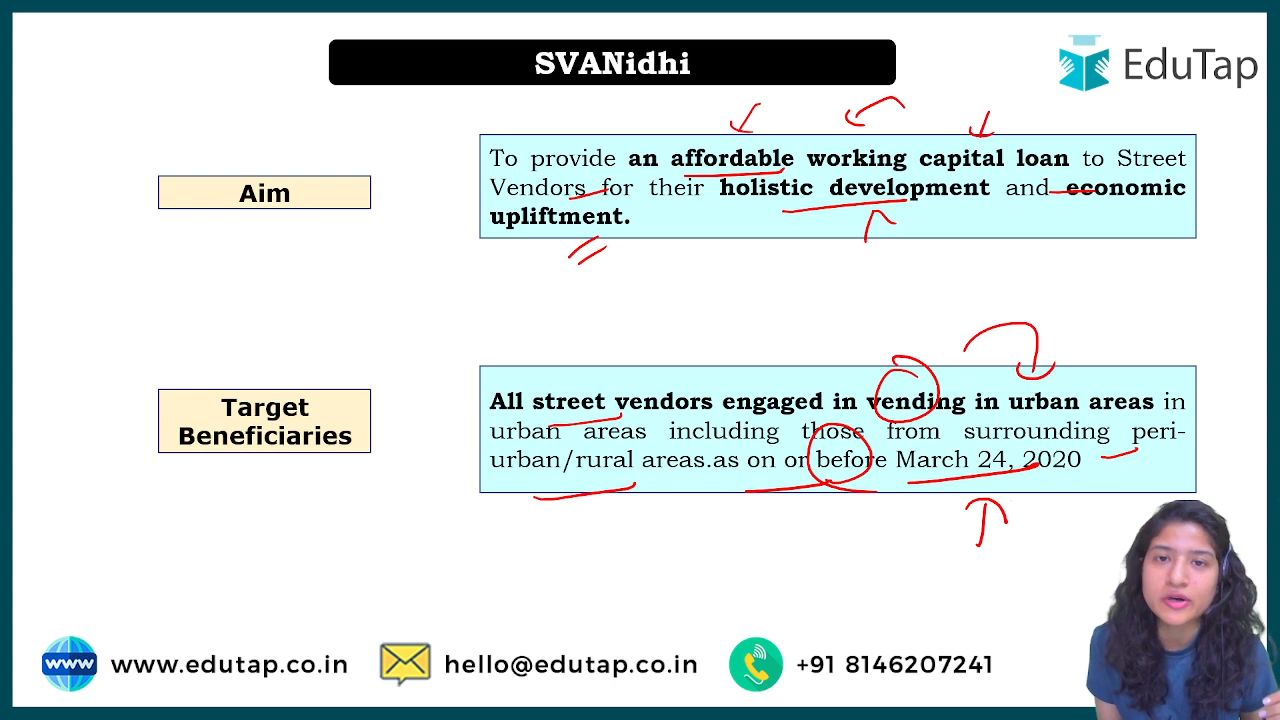 SVANidhi
EduTap
Aim
To provide an affordable working capital loan to Street
Vendors for their holistic development and economic
upliftment.
Target
Beneficiaries
All street vendors engaged in vending in urban areas in
urban areas including those from surrounding peri-
urban/rural areas.as on or before March 24, 2020
www
www.edutap.co.in
hello@edutap.co.in
+91 8146207241